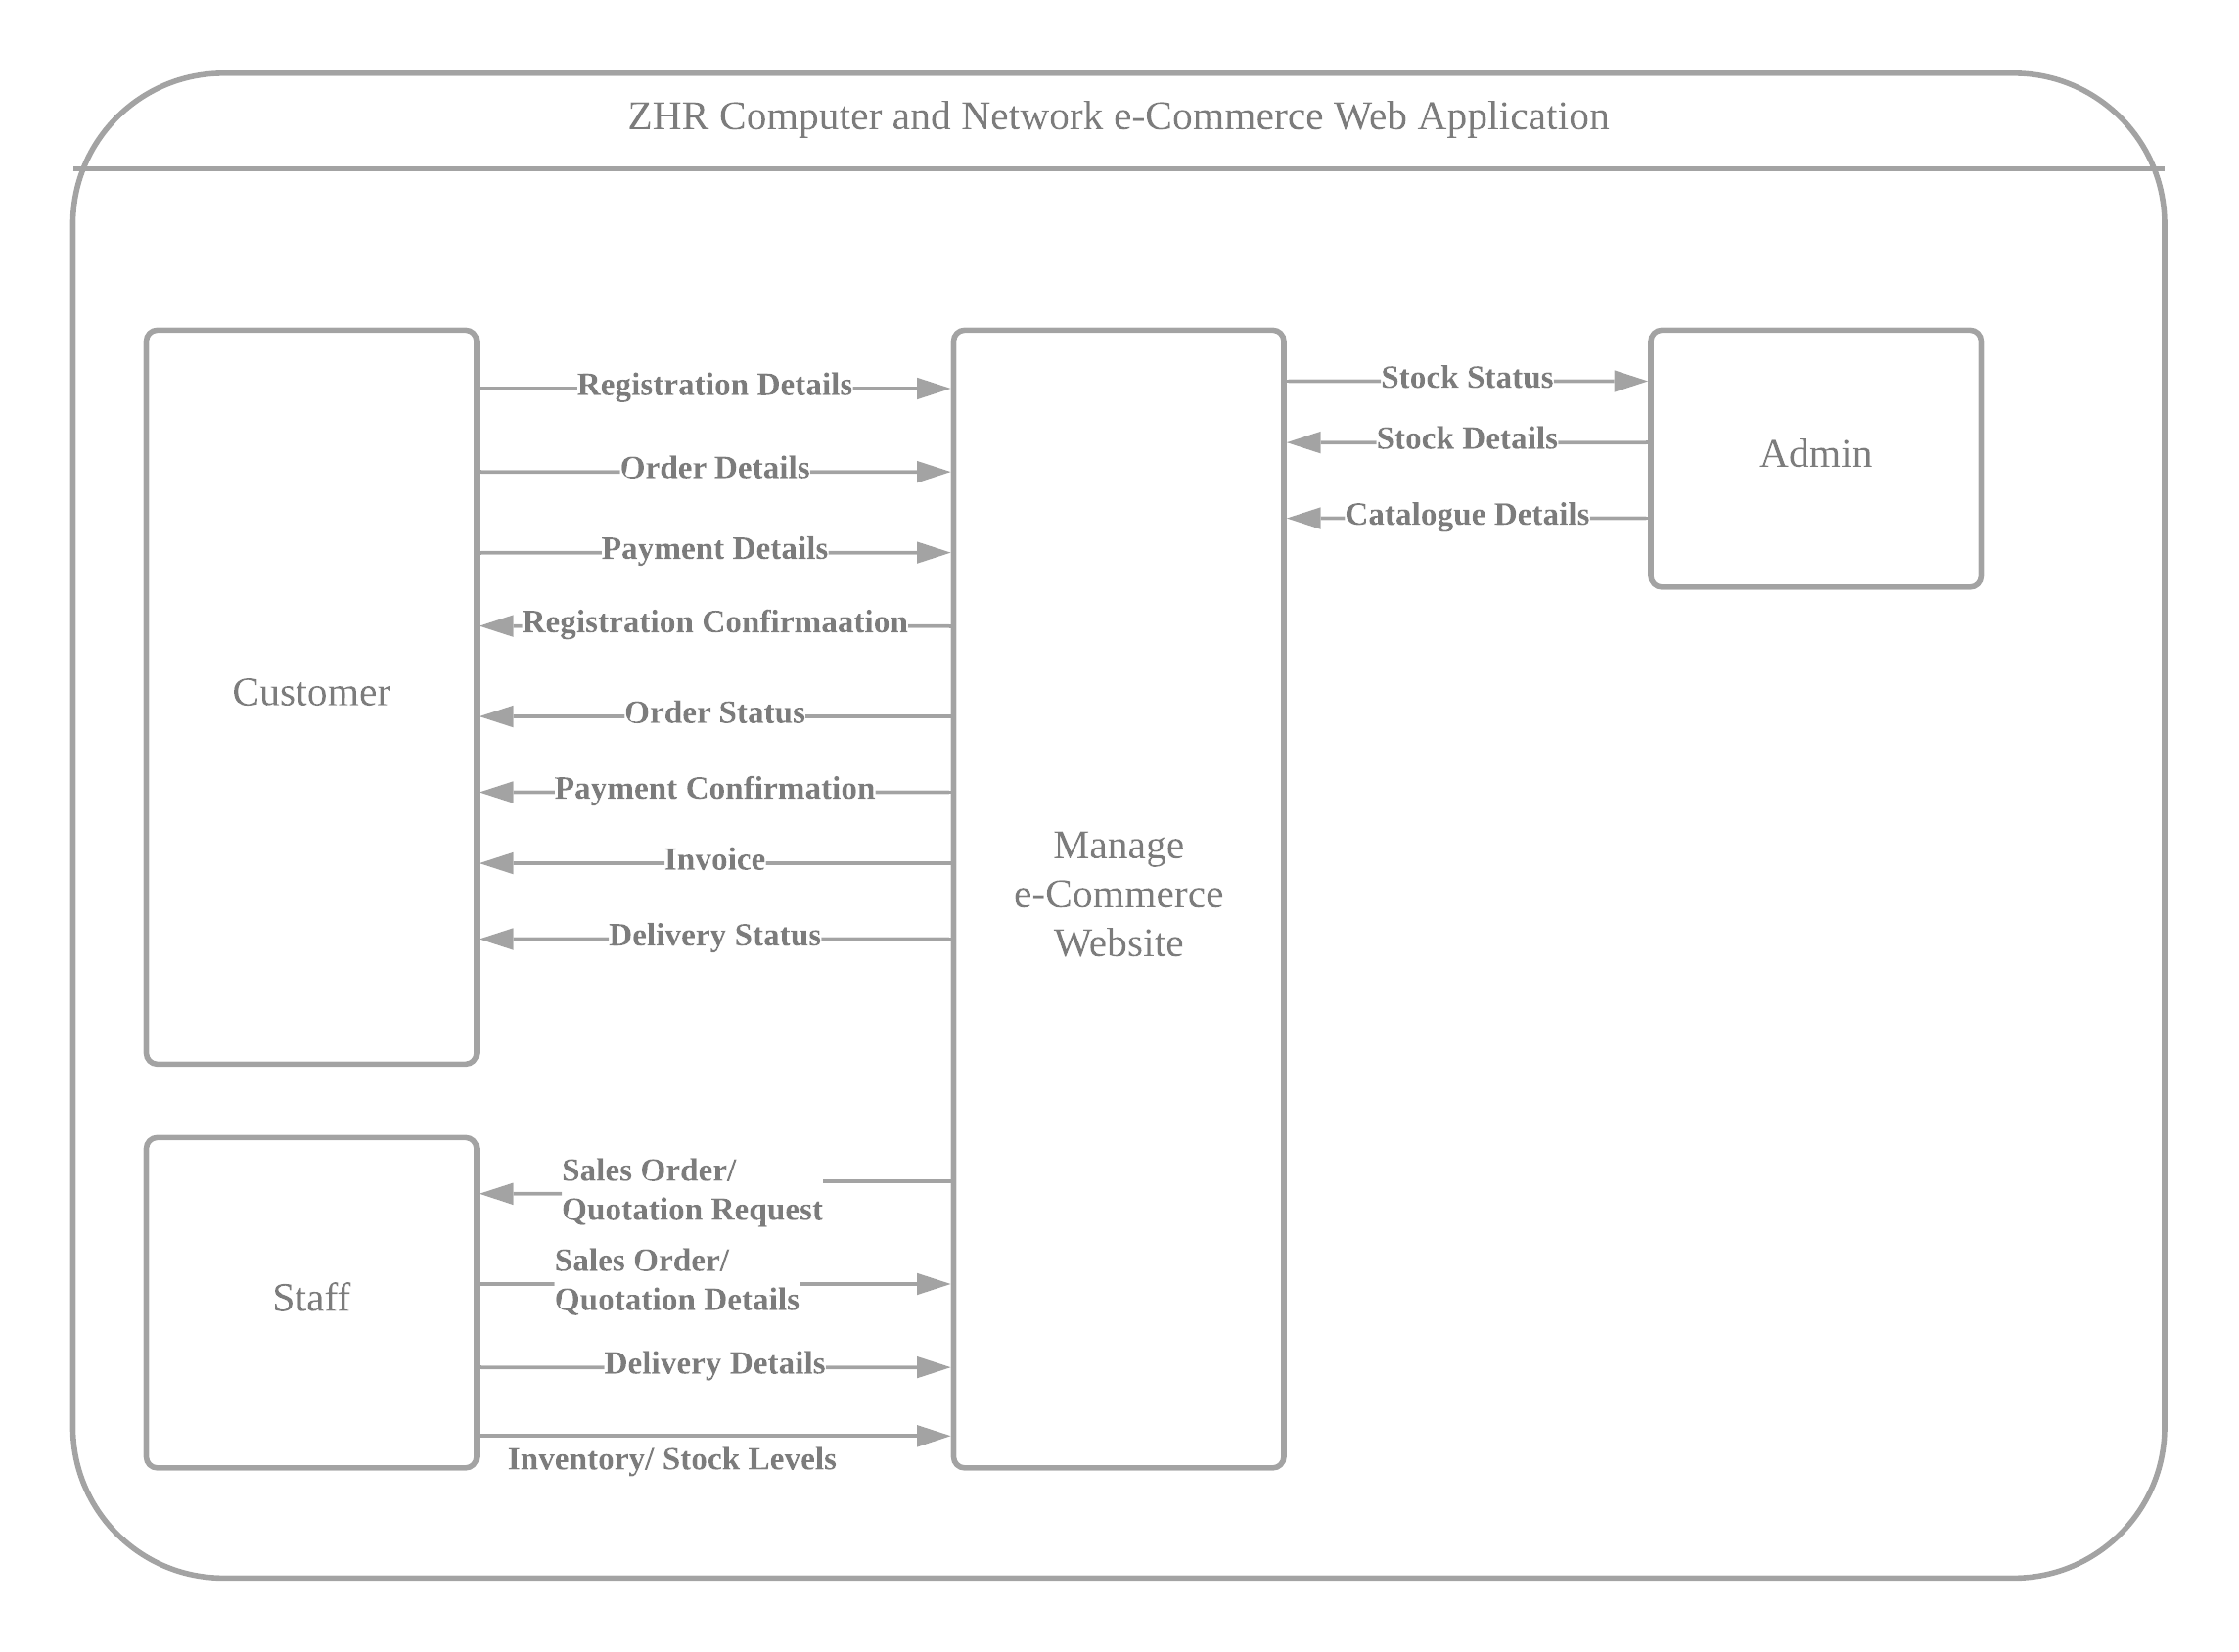 ZHR Computer and Network e-Commerce Web Application
Registration Details
Order Details
Payment Details
Registration Confirmaation
Customer
Order Status
Payment Confirmation
Invoice
Delivery Status
Manage
e-Commerce
Website
Stock Status
Stock Details
Catalogue Details
Admin
Sales Order/
Quotation Request
Sales Order/
Quotation Details
Staff
Delivery Details
Inventory/ Stock Levels